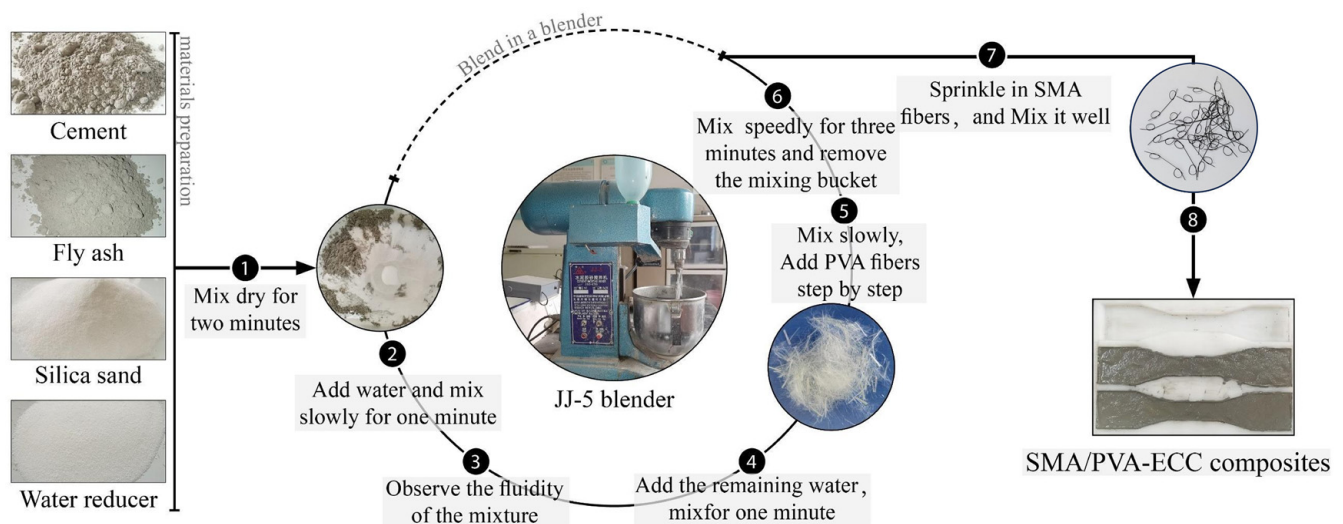 materials preparation
Cement
Fly ash
Silica sand
Water reducer
1
Mix dry for
two minutes
2
Add water and mix
slowly for one minute
3
Observe the fluidity
of the mixture
4
Add the remaining water,
mixfor one minute
5
Mix slowly,
Add PVA fibers
step by step
6
Mix speedly for three
minutes and remove
the mixing bucket
Blend in a blender
JJ-5 blender
7
Sprinkle in SMA
fibers, and Mix it well
8
SMA/PVA-ECC composites